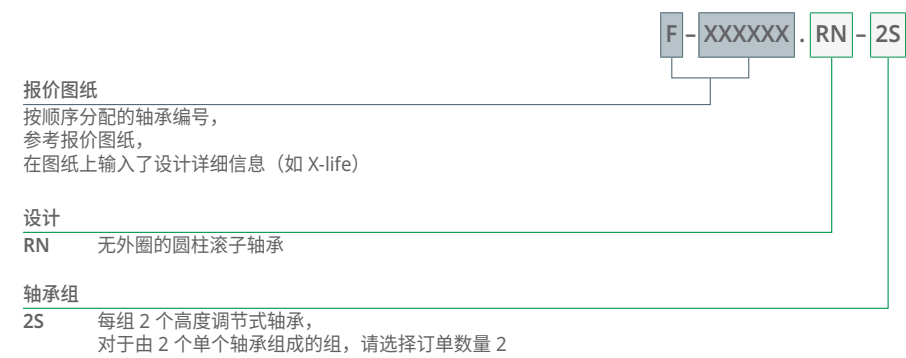 F – XXXXXX . RN – 2S
报价图纸
按顺序分配的轴承编号，
参考报价图纸，
在图纸上输入了设计详细信息（如 X-life）
设计
RN 无外圈的圆柱滚子轴承
轴承组
2S 每组 2 个高度调节式轴承，
对于由 2 个单个轴承组成的组，请选择订单数量 2